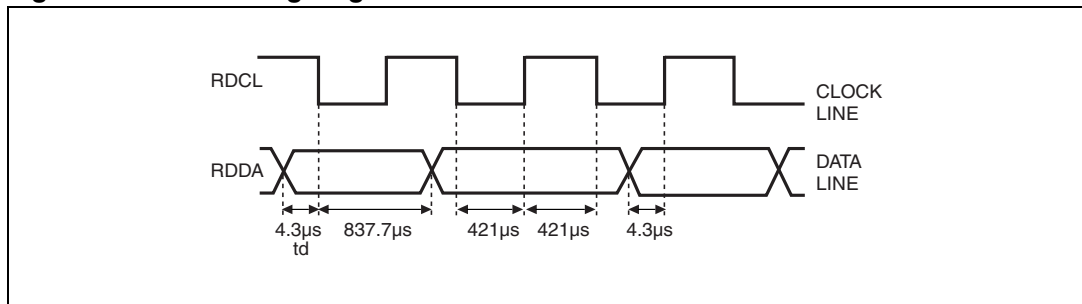 RDCL
CLOCK
LINE
RDDA
DATA
LINE
4.3µs
td
837.7µs
421µs
421µs
4.3µs